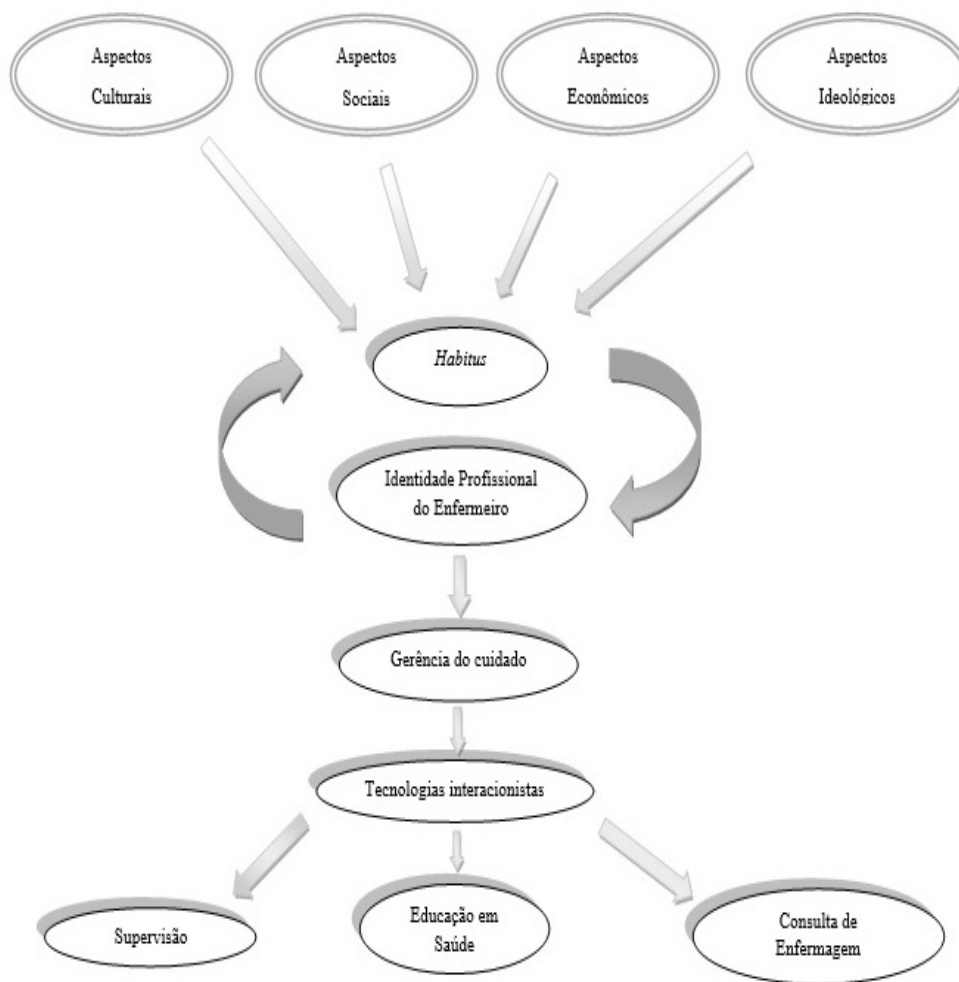 Aspectos
Culturais
Aspectos
Sociais
Aspectos
Econômicos
Aspectos
Ideológicos
Habitus
Identidade Profissional
do Enfermeiro
Gerência do cuidado
Tecnologias interacionistas
Supervisão
Educação em
Saúde
Consulta de
Enfermagem